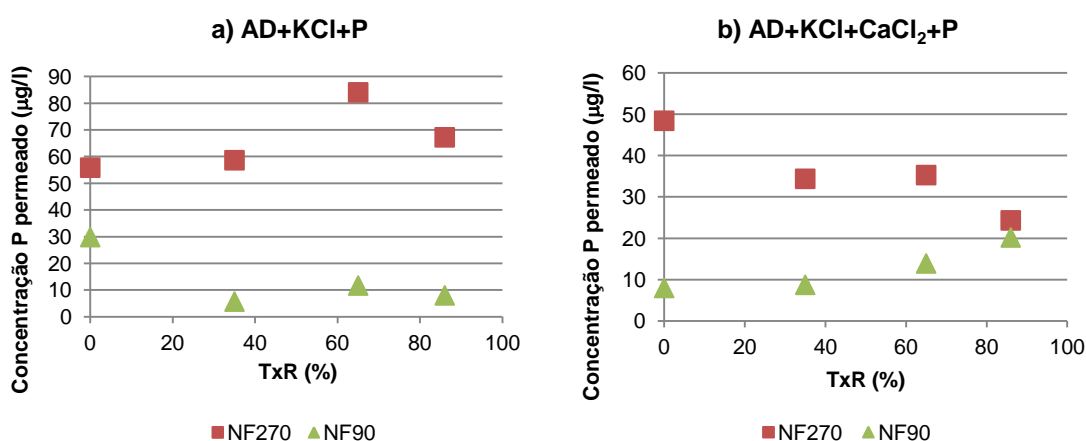 a) AD+KCl+P
Concentração P permeado (µg/l)
90
80
70
60
50
40
30
20
10
0
0 20 40 60 80 100
TxR (%)
NF270 NF90
b) AD+KCl+CaCl₂+P
Concentração P permeado (µg/l)
60
50
40
30
20
10
0
0 20 40 60 80 100
TxR (%)
NF270 NF90